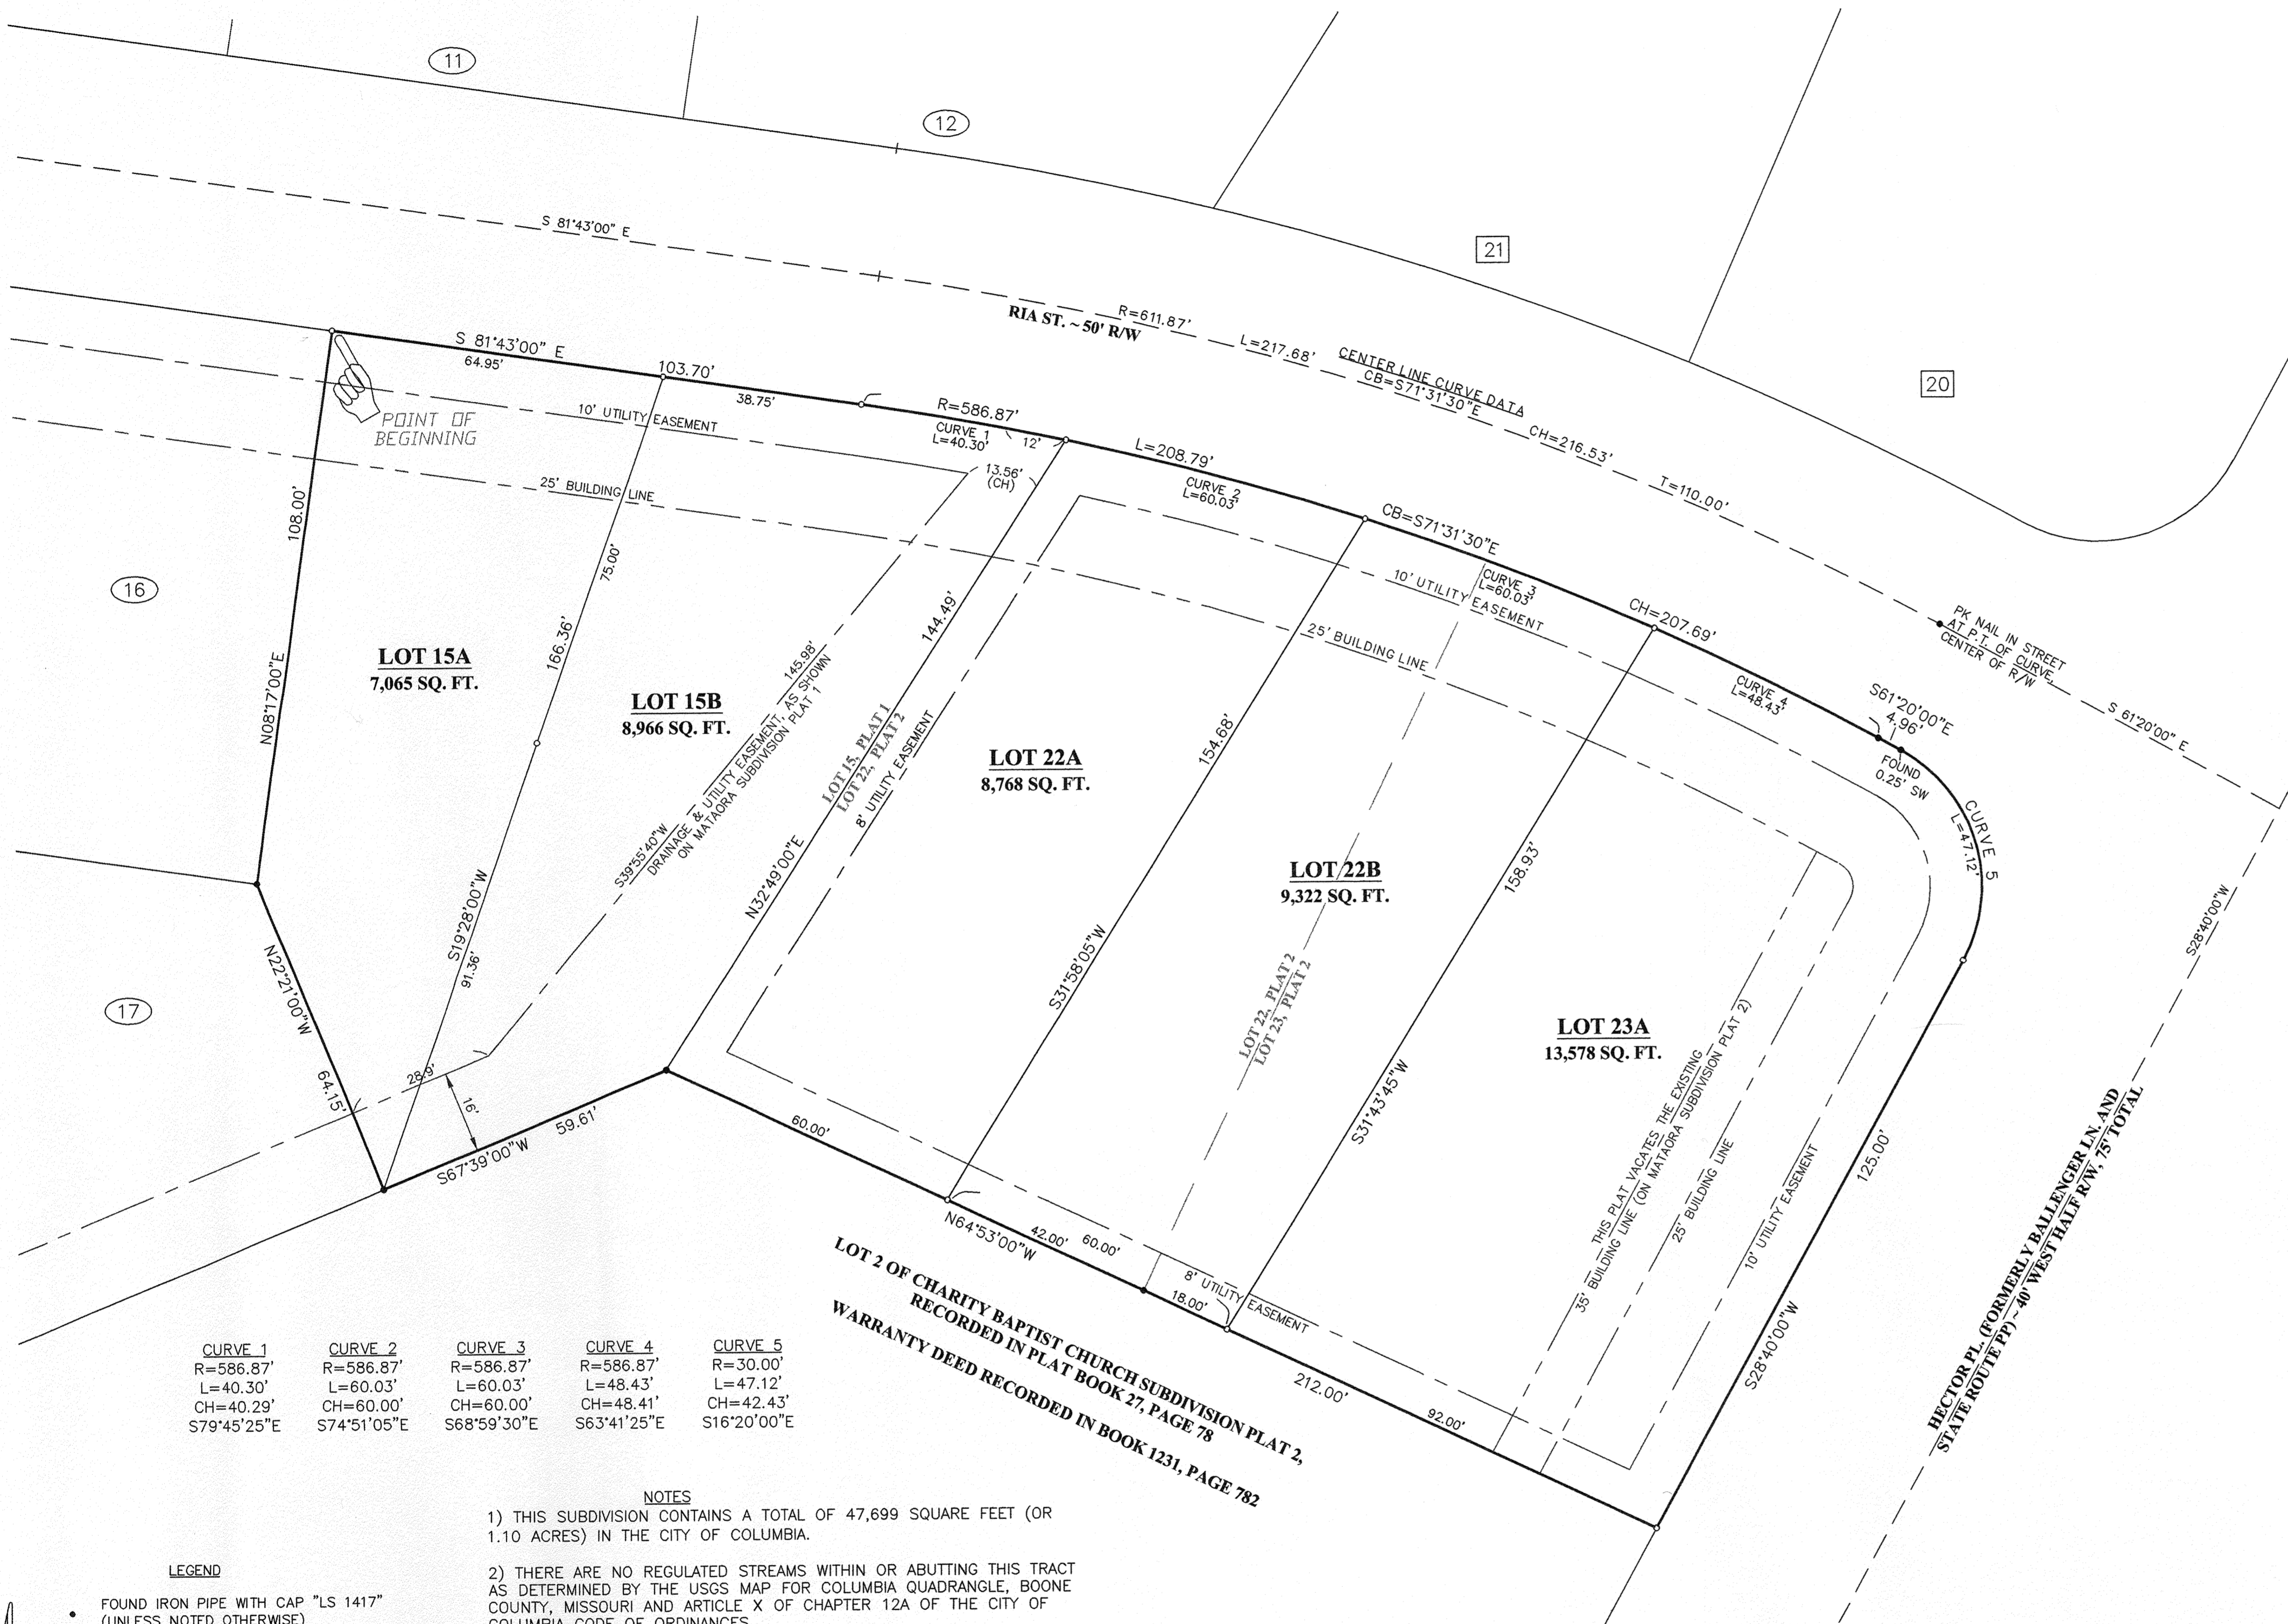 11
12
21
20
S 81°43'00" E
R=611.87'
RIA ST. ~ 50' R/W
L=217.68'
CENTER LINE CURVE DATA
CB=S71°31'30"E
CH=216.53'
T=110.00'
PK NAIL IN STREET
AT P.T. OF CURVE,
CENTER OF R/W
S 61°20'00" E
S 81°43'00" E
64.95'
103.70'
38.75'
R=586.87'
CURVE 1
L=40.30'
12'
13.56'
(CH)
L=208.79'
CURVE 2
L=60.03'
CB=S71°31'30"E
CURVE 3
L=60.03'
CH=207.69'
CURVE 4
L=48.43'
S61°20'00"E
4.96'
FOUND
0.25' SW
CURVE 5
L=47.12'
POINT OF
BEGINNING
10' UTILITY EASEMENT
25' BUILDING LINE
10' UTILITY EASEMENT
25' BUILDING LINE
16
17
108.00'
N08°17'00"E
N22°21'00"W
64.15'
LOT 15A
7,065 SQ. FT.
75.00'
166.36'
S19°28'00"W
91.36'
28.9'
16'
S67°39'00"W
59.61'
LOT 15B
8,966 SQ. FT.
S39°55'40"W
145.98'
DRAINAGE & UTILITY EASEMENT, AS SHOWN
ON MATAORA SUBDIVISION PLAT 1
144.49'
N32°49'00"E
LOT 15, PLAT 1
LOT 22, PLAT 2
8' UTILITY EASEMENT
LOT 22A
8,768 SQ. FT.
154.68'
S31°58'05"W
LOT 22B
9,322 SQ. FT.
LOT 22, PLAT 2
LOT 23, PLAT 2
158.93'
S31°43'45"W
LOT 23A
13,578 SQ. FT.
THIS PLAT VACATES THE EXISTING
35' BUILDING LINE (ON MATAORA SUBDIVISION PLAT 2)
25' BUILDING LINE
10' UTILITY EASEMENT
125.00'
S28°40'00"W
S28°40'00"W
HECTOR PL. (FORMERLY BALLENGER LN. AND
STATE ROUTE PP) ~ 40' WEST HALF R/W, 75' TOTAL
60.00'
N64°53'00"W
42.00'
60.00'
8' UTILITY EASEMENT
18.00'
212.00'
92.00'
LOT 2 OF CHARITY BAPTIST CHURCH SUBDIVISION PLAT 2,
RECORDED IN PLAT BOOK 27, PAGE 78
WARRANTY DEED RECORDED IN BOOK 1231, PAGE 782
CURVE 1 CURVE 2 CURVE 3 CURVE 4 CURVE 5
R=586.87' R=586.87' R=586.87' R=586.87' R=30.00'
L=40.30' L=60.03' L=60.03' L=48.43' L=47.12'
CH=40.29' CH=60.00' CH=60.00' CH=48.41' CH=42.43'
S79°45'25"E S74°51'05"E S68°59'30"E S63°41'25"E S16°20'00"E
NOTES
1) THIS SUBDIVISION CONTAINS A TOTAL OF 47,699 SQUARE FEET (OR
1.10 ACRES) IN THE CITY OF COLUMBIA.
2) THERE ARE NO REGULATED STREAMS WITHIN OR ABUTTING THIS TRACT
AS DETERMINED BY THE USGS MAP FOR COLUMBIA QUADRANGLE, BOONE
COUNTY, MISSOURI AND ARTICLE X OF CHAPTER 12A OF THE CITY OF
COLUMBIA CODE OF ORDINANCES.
LEGEND
FOUND IRON PIPE WITH CAP "LS 1417"
(UNLESS NOTED OTHERWISE)